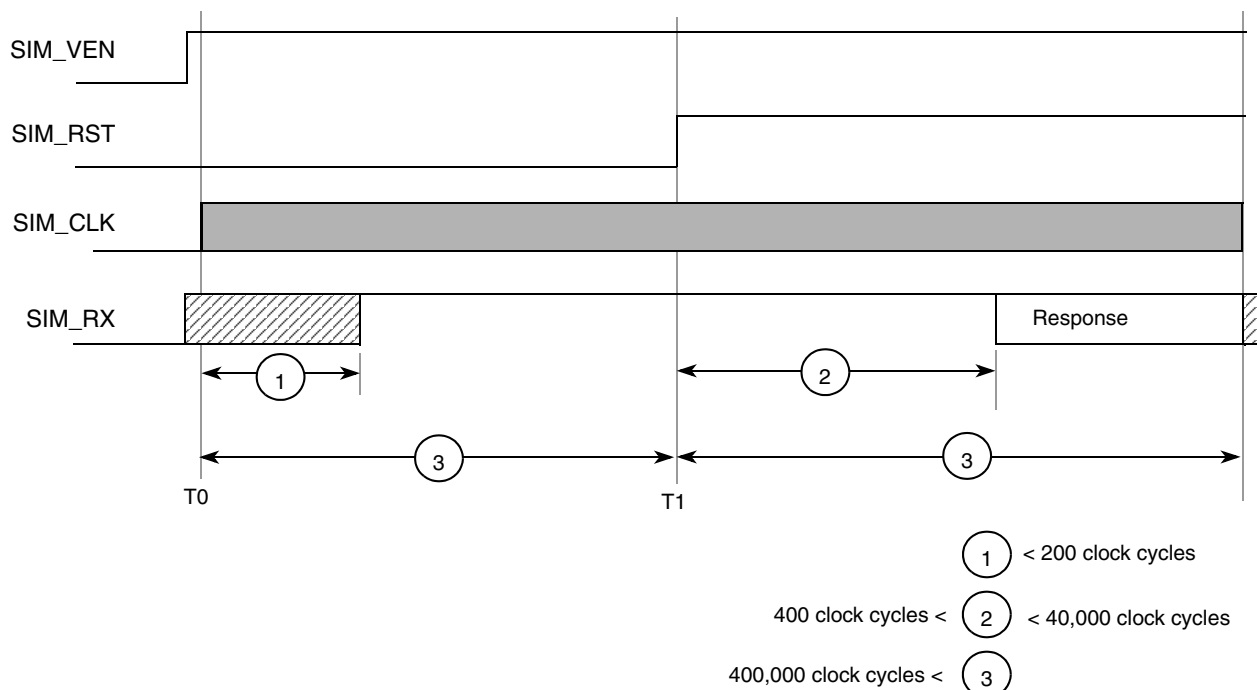 SIM_VEN
SIM_RST
SIM_CLK
SIM_RX
Response
1
2
3
3
T0
T1
1 < 200 clock cycles
400 clock cycles < 2 < 40,000 clock cycles
400,000 clock cycles < 3